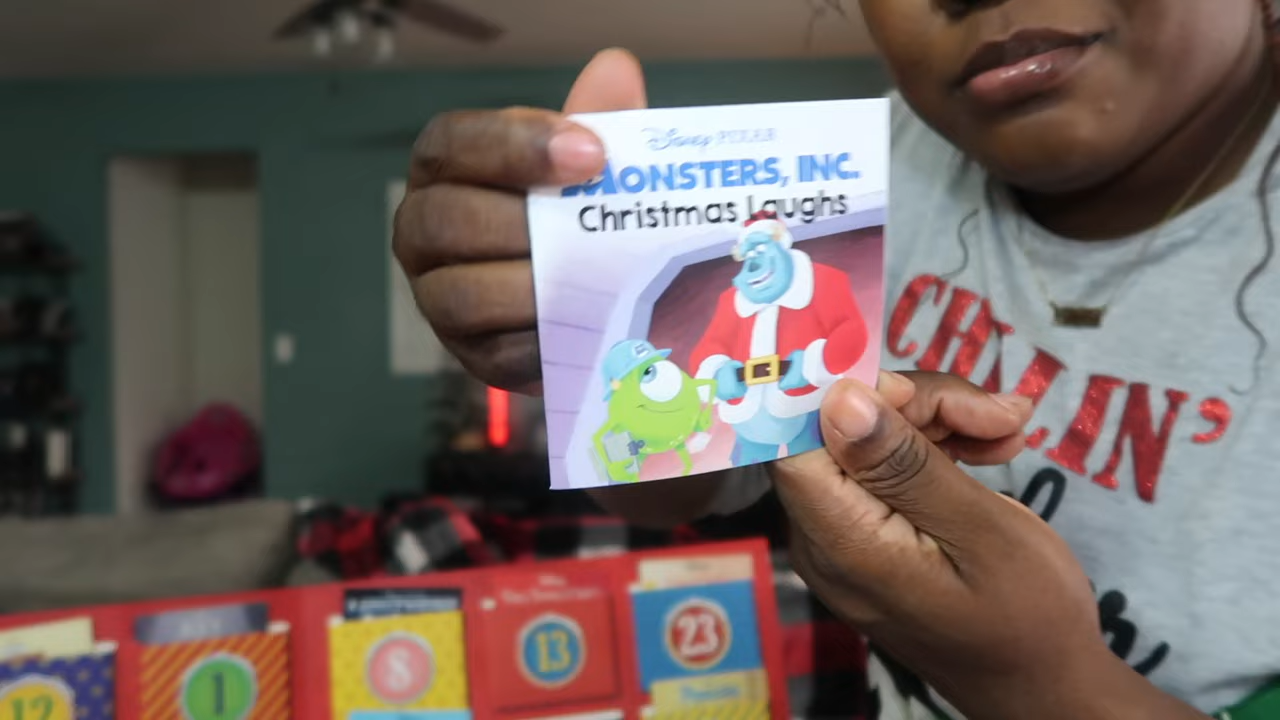 Disney PIXAR
MONSTERS, INC.
Christmas Laughs
CHILLIN'
12
1
8
13
23